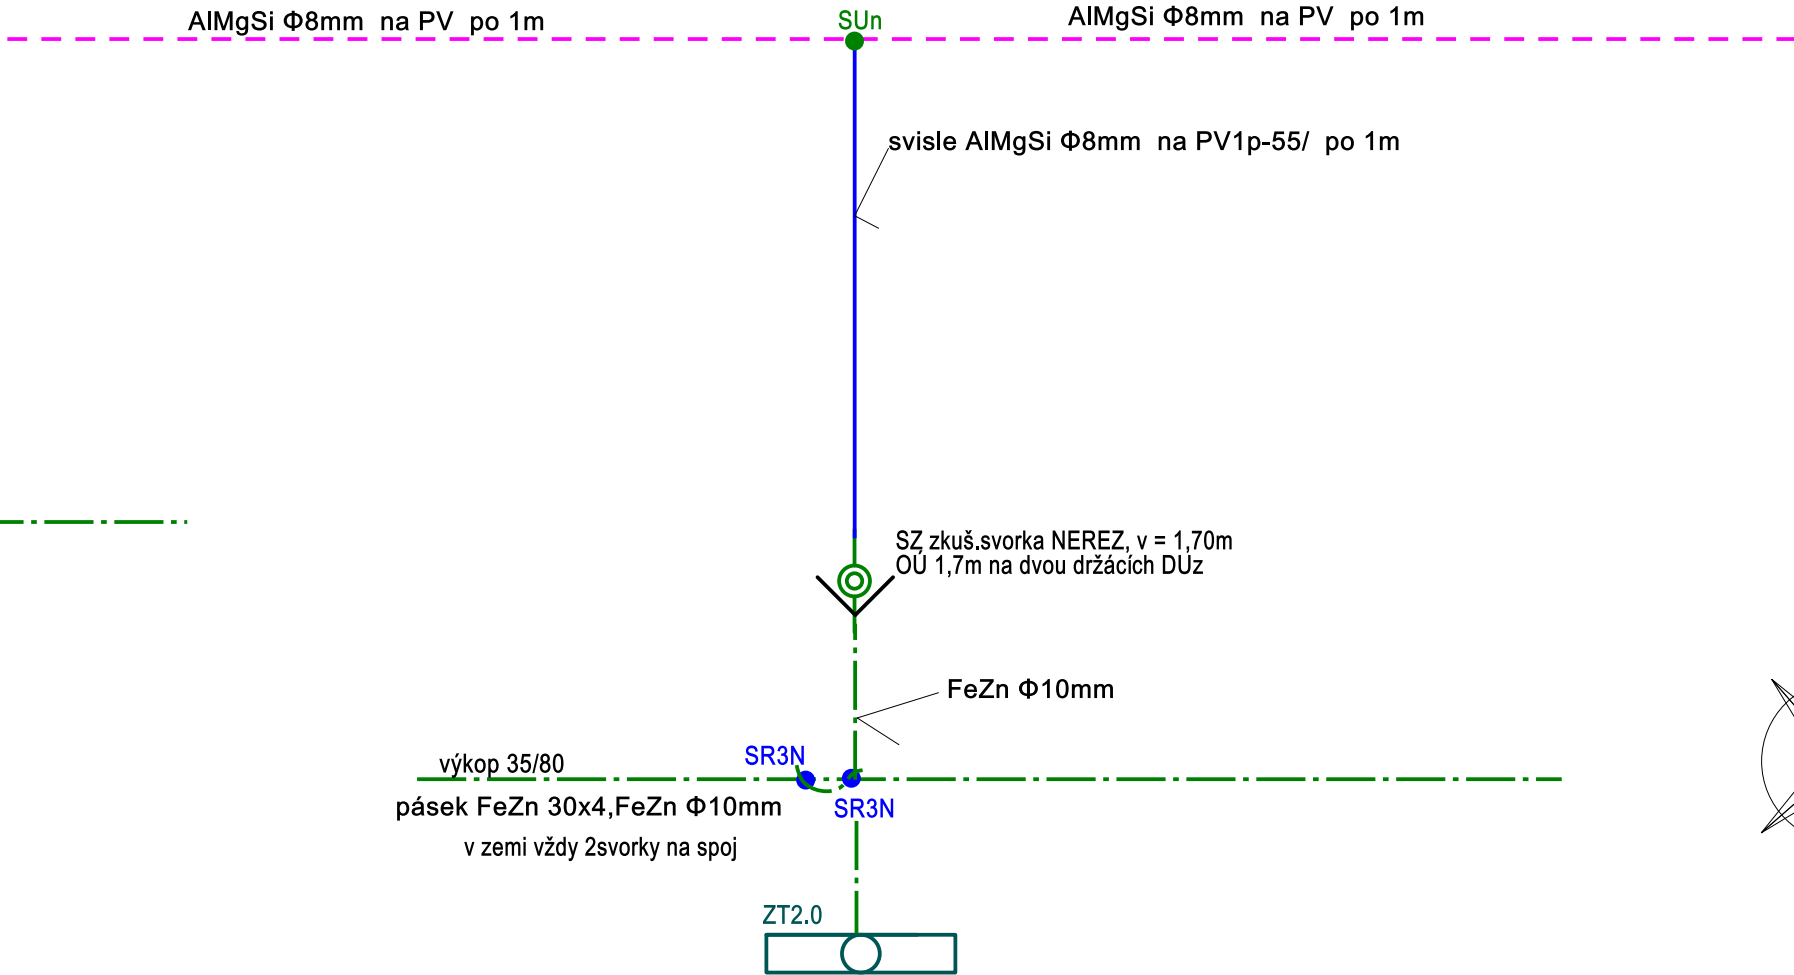 AlMgSi Φ8mm na PV po 1m
SUn
AlMgSi Φ8mm na PV po 1m
svisle AlMgSi Φ8mm na PV1p-55/ po 1m
SZ zkuš.svorka NEREZ, v = 1,70m
OÚ 1,7m na dvou držácích DUz
FeZn Φ10mm
SR3N
výkop 35/80
pásek FeZn 30x4,FeZn Φ10mm
SR3N
v zemi vždy 2svorky na spoj
ZT2.0